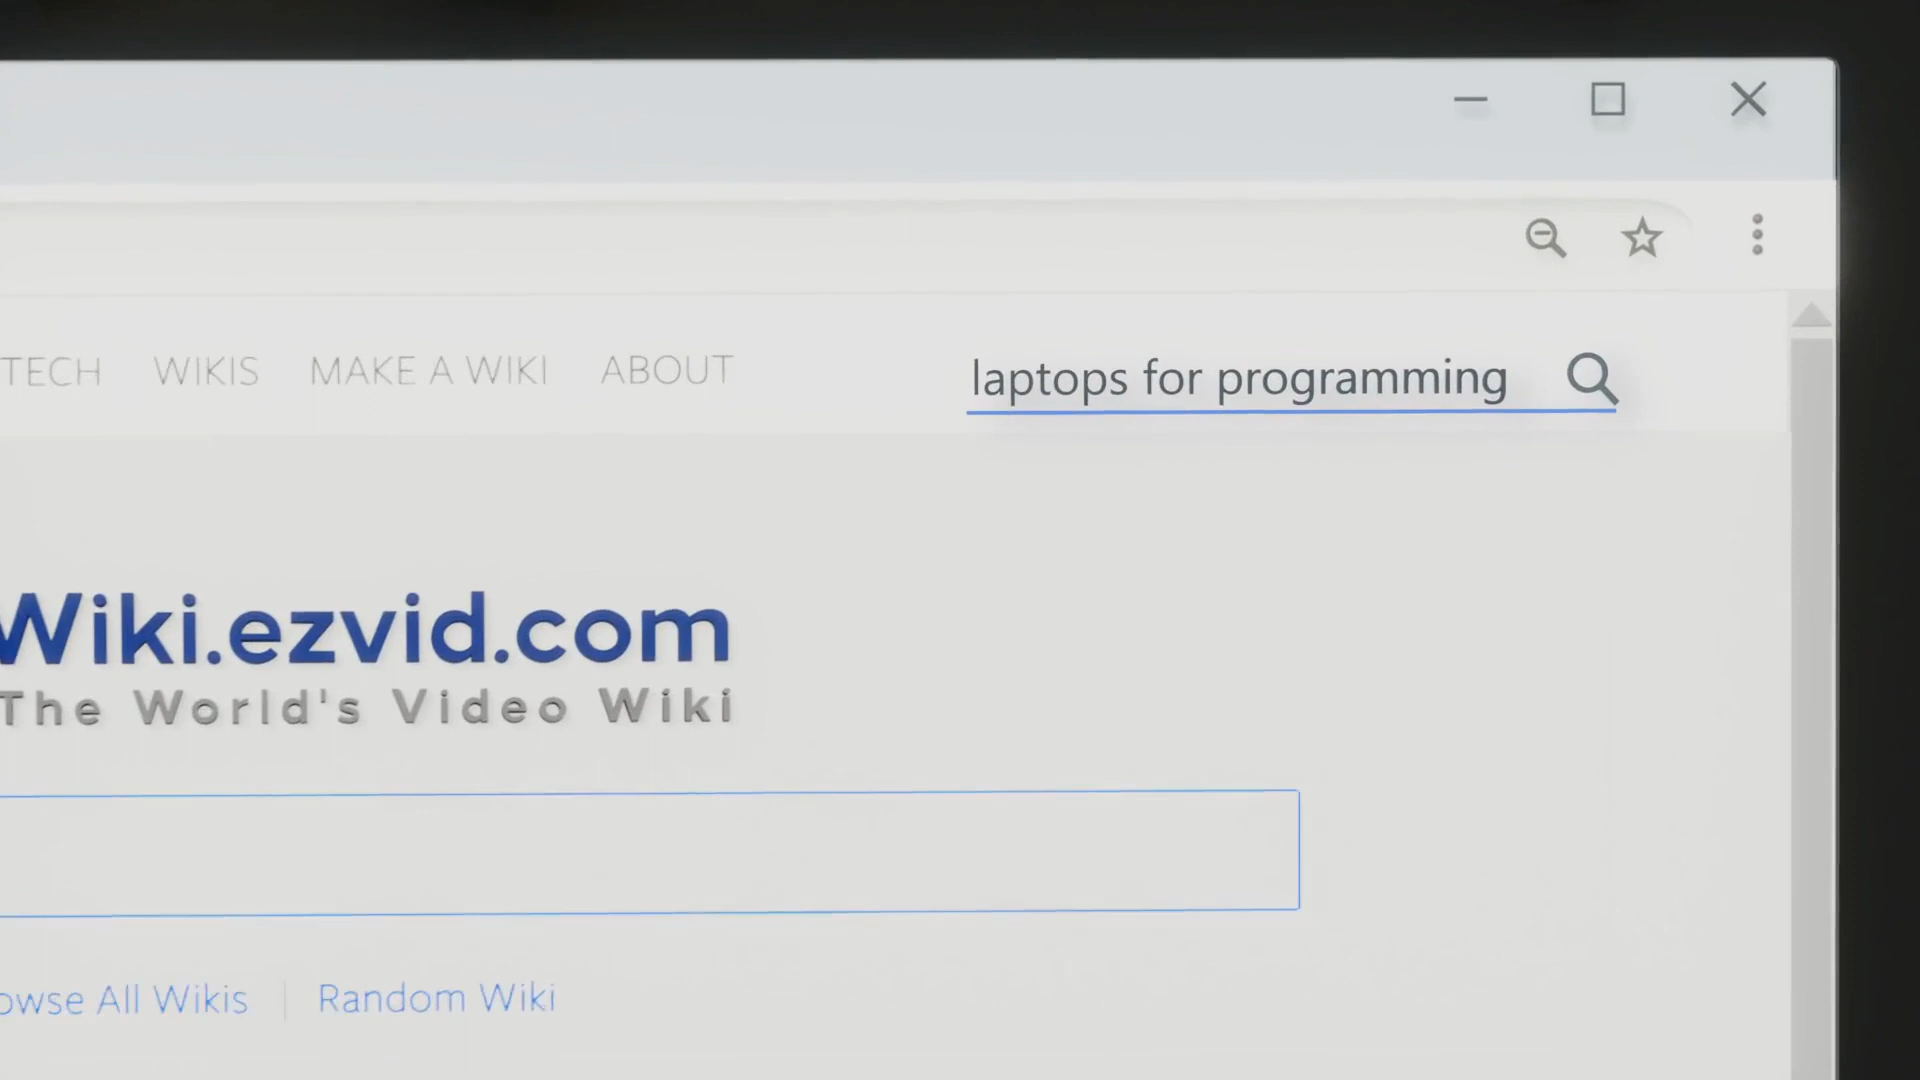 TECH WIKIS MAKE A WIKI ABOUT laptops for programming
Wiki.ezvid.com
The World's Video Wiki
owse All Wikis | Random Wiki